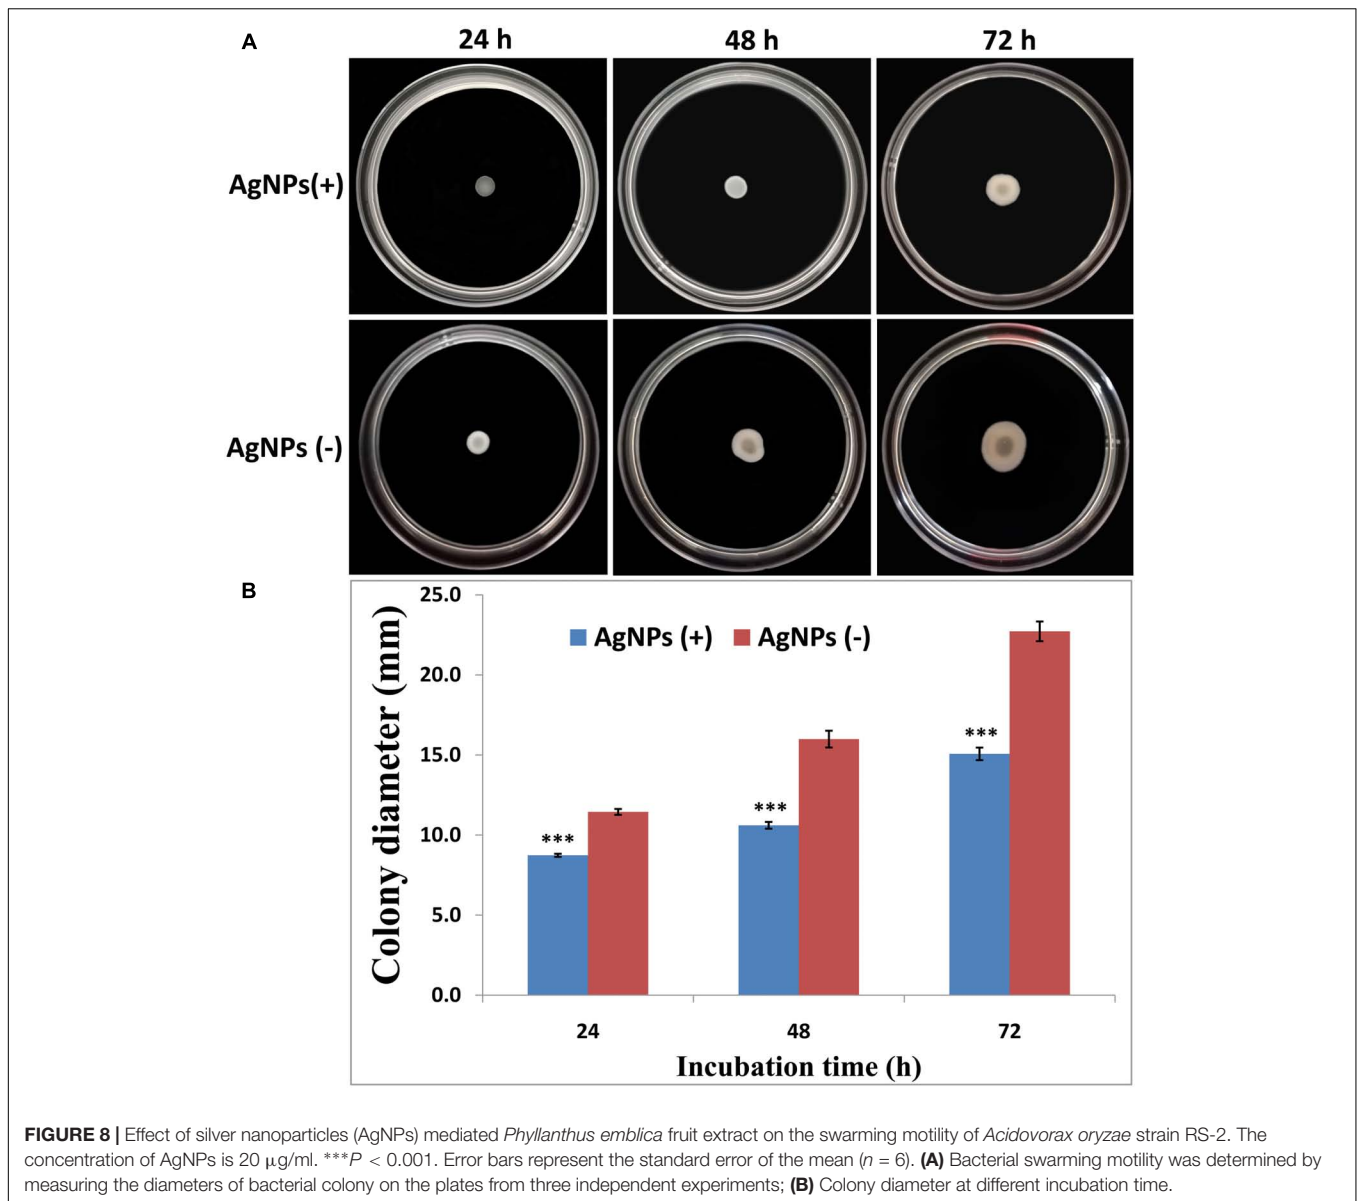 A
24 h 48 h 72 h
AgNPs(+)
AgNPs (-)
B
25.0
AgNPs (+) AgNPs (-)
20.0
15.0
10.0
5.0
0.0
Colony diameter (mm)
***
***
***
24 48 72
Incubation time (h)
FIGURE 8 | Effect of silver nanoparticles (AgNPs) mediated Phyllanthus emblica fruit extract on the swarming motility of Acidovorax oryzae strain RS-2. The
concentration of AgNPs is 20 μg/ml. ***P < 0.001. Error bars represent the standard error of the mean (n = 6). (A) Bacterial swarming motility was determined by
measuring the diameters of bacterial colony on the plates from three independent experiments; (B) Colony diameter at different incubation time.